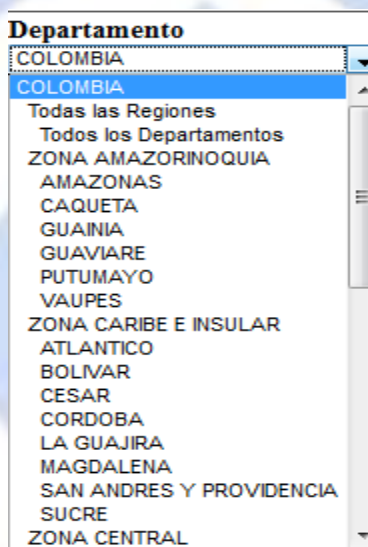 Departamento
COLOMBIA
COLOMBIA
Todas las Regiones
Todos los Departamentos
ZONA AMAZORINOQUIA
AMAZONAS
CAQUETA
GUAINIA
GUAVIARE
PUTUMAYO
VAUPES
ZONA CARIBE E INSULAR
ATLANTICO
BOLIVAR
CESAR
CORDOBA
LA GUAJIRA
MAGDALENA
SAN ANDRES Y PROVIDENCIA
SUCRE
ZONA CENTRAL